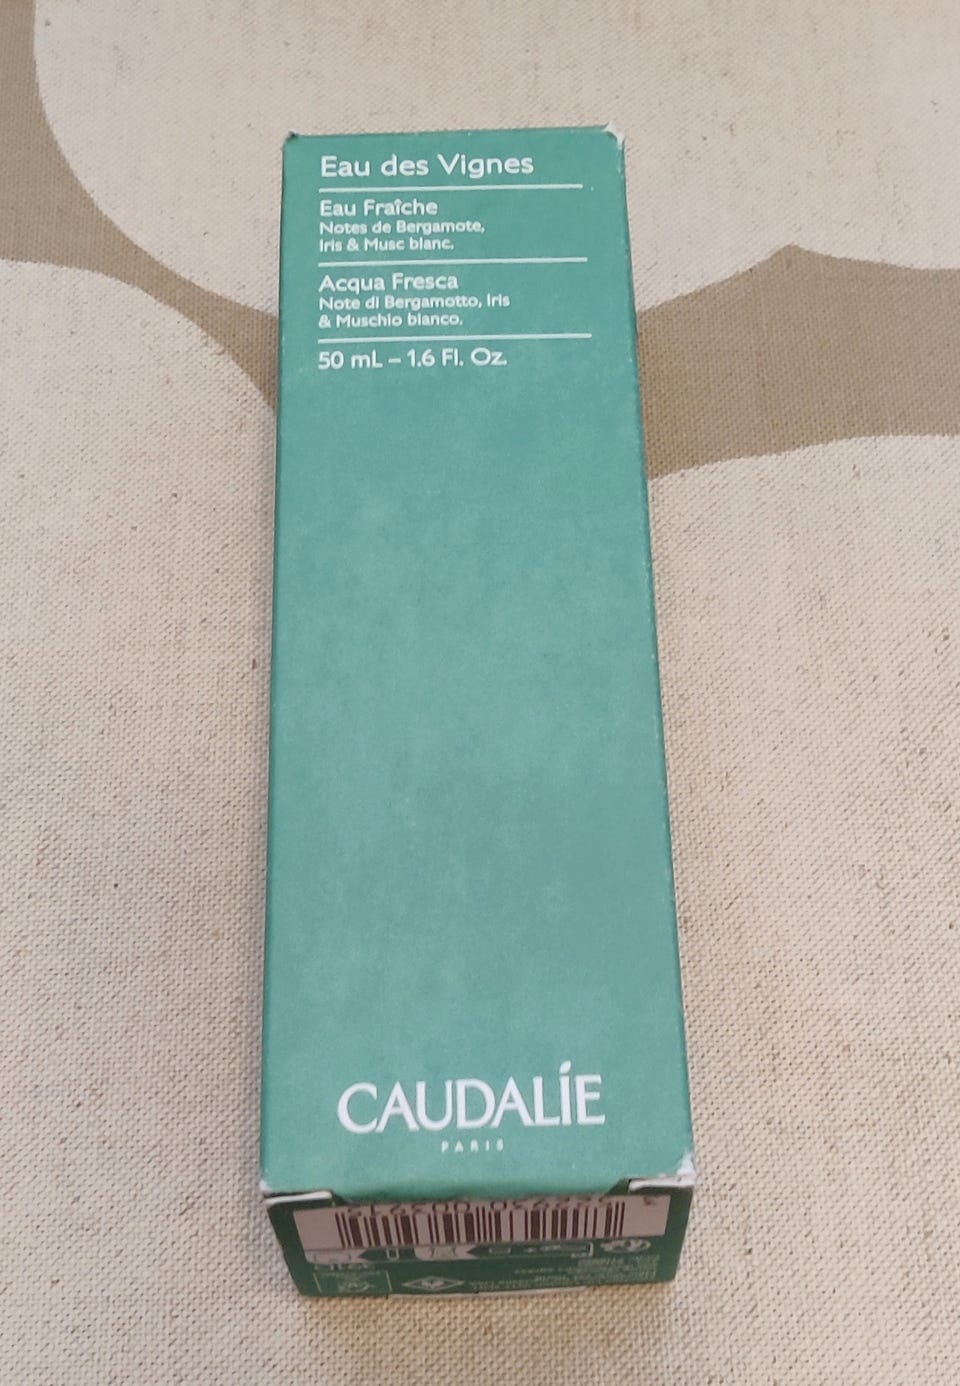 Eau des Vignes
Eau Fraîche
Notes de Bergamote,
Iris & Musc blanc.
Acqua Fresca
Note di Bergamotto, Iris
& Muschio bianco.
50 mL – 1.6 Fl. Oz.
CAUDALÍE
PARIS